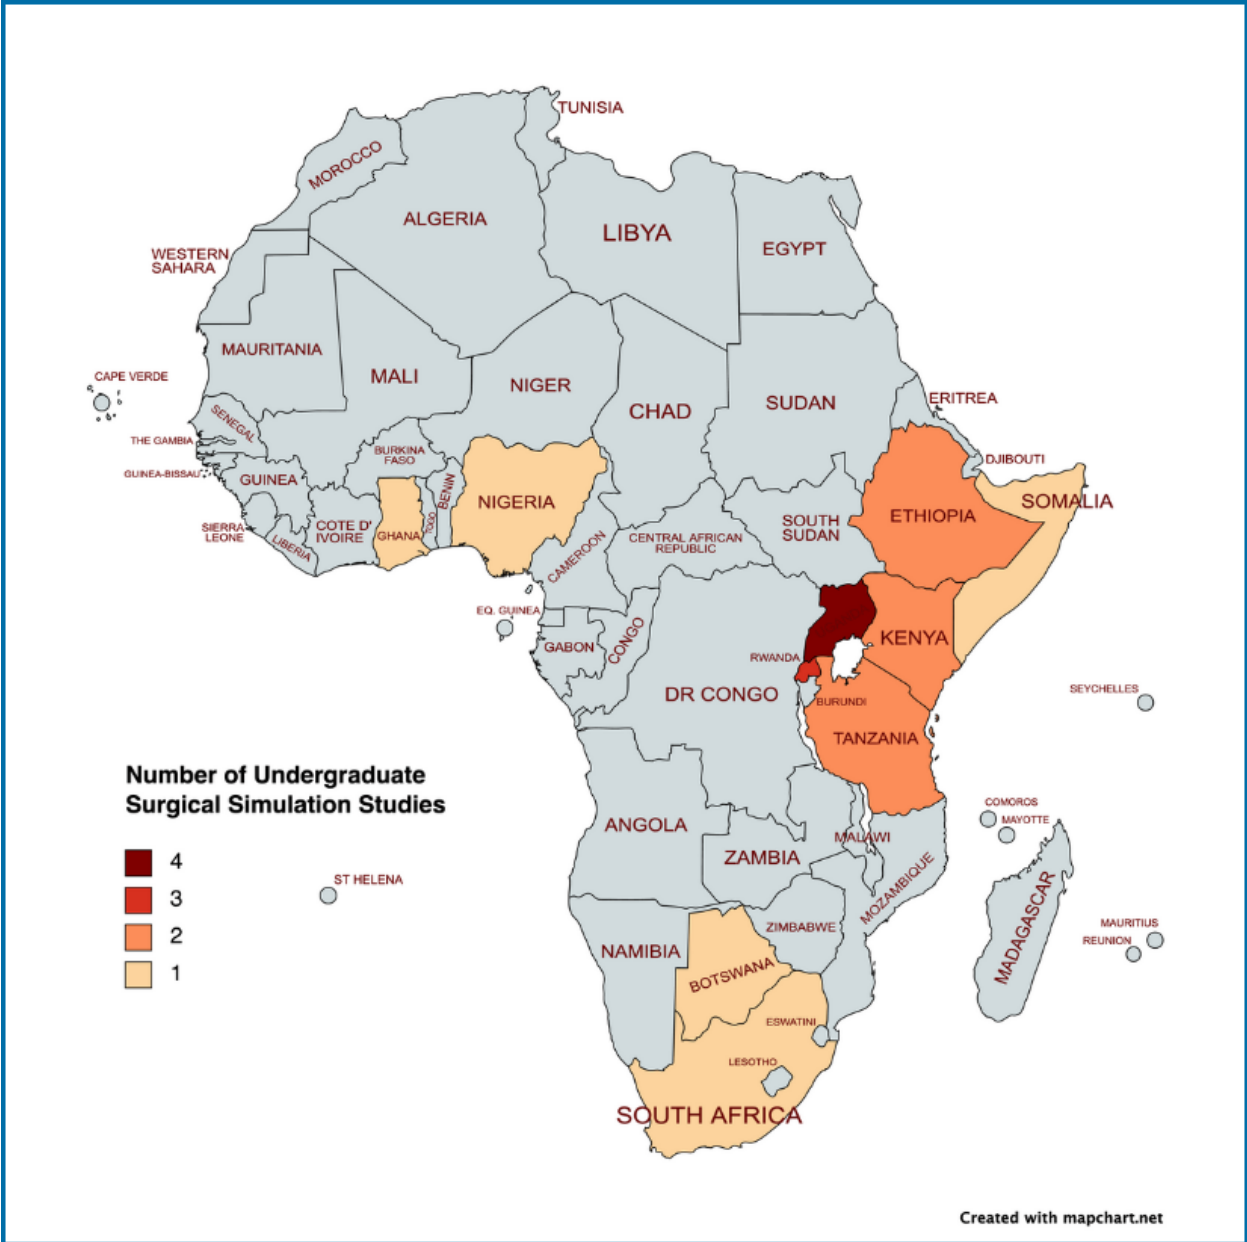 TUNISIA
MOROCCO
ALGERIA
LIBYA
EGYPT
WESTERN
SAHARA
MAURITANIA
MALI
NIGER
CHAD
SUDAN
ERITREA
CAPE VERDE
SENEGAL
THE GAMBIA
GUINEA-BISSAU
GUINEA
BURKINA
FASO
BENIN
TOGO
NIGERIA
DJIBOUTI
SOMALIA
ETHIOPIA
SOUTH
SUDAN
SIERRA
LEONE
LIBERIA
COTE D'
IVOIRE
GHANA
CAMEROON
CENTRAL AFRICAN
REPUBLIC
EQ. GUINEA
GABON
CONGO
KENYA
RWANDA
DR CONGO
BURUNDI
SEYCHELLES
TANZANIA
Number of Undergraduate
Surgical Simulation Studies
4
3
2
1
ANGOLA
ZAMBIA
MALAWI
MOZAMBIQUE
COMOROS
MAYOTTE
ST HELENA
MADAGASCAR
MAURITIUS
REUNION
NAMIBIA
BOTSWANA
ZIMBABWE
ESWATINI
LESOTHO
SOUTH AFRICA
Created with mapchart.net